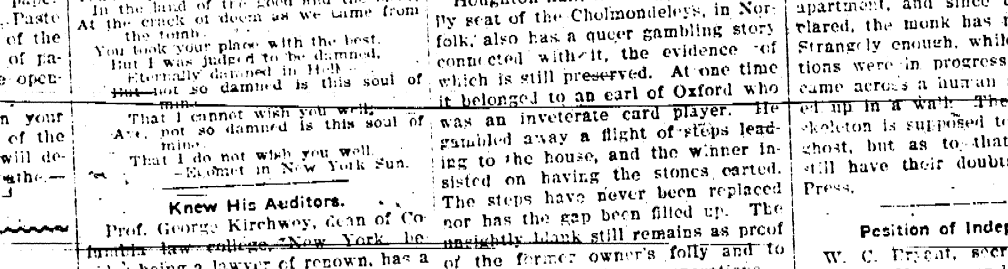 Paste
of the
of pa-
open-
n your
of the
will de-
In the land of the good and the
At the crack of doom as we came from
the tomb.
You took your place with the best.
But I was judged to be damned,
Eternally damned in Hell—
But not so damned is this soul of
mine
That I cannot wish you well;
Aye, not so damned is this soul of
mine
That I do not wish you well.
—Ecomet in New York Sun.
Knew His Auditors.
Prof. George Kirchwey, dean of Co-
lumbia law college, New York, be-
being a lawyer of renown, has a
ly seat of the Cholmondeleys, in Nor-
folk, also has a queer gambling story
connected with it, the evidence of
which is still preserved. At one time
it belonged to an earl of Oxford who
was an inveterate card player. He
gambled away a flight of steps lead-
ing to the house, and the winner in-
sisted on having the stones carted.
The steps have never been replaced
nor has the gap been filled up. The
unsightly blank still remains as proof
of the former owner's folly and to
apartment, and since
clared, the monk has
Strangely enough, while
tions were in progress
came across a human
ed up in a wall. The
skeleton is supposed to
ghost, but as to that
still have their doubts
Press.
Position of Indep
W. C. secr